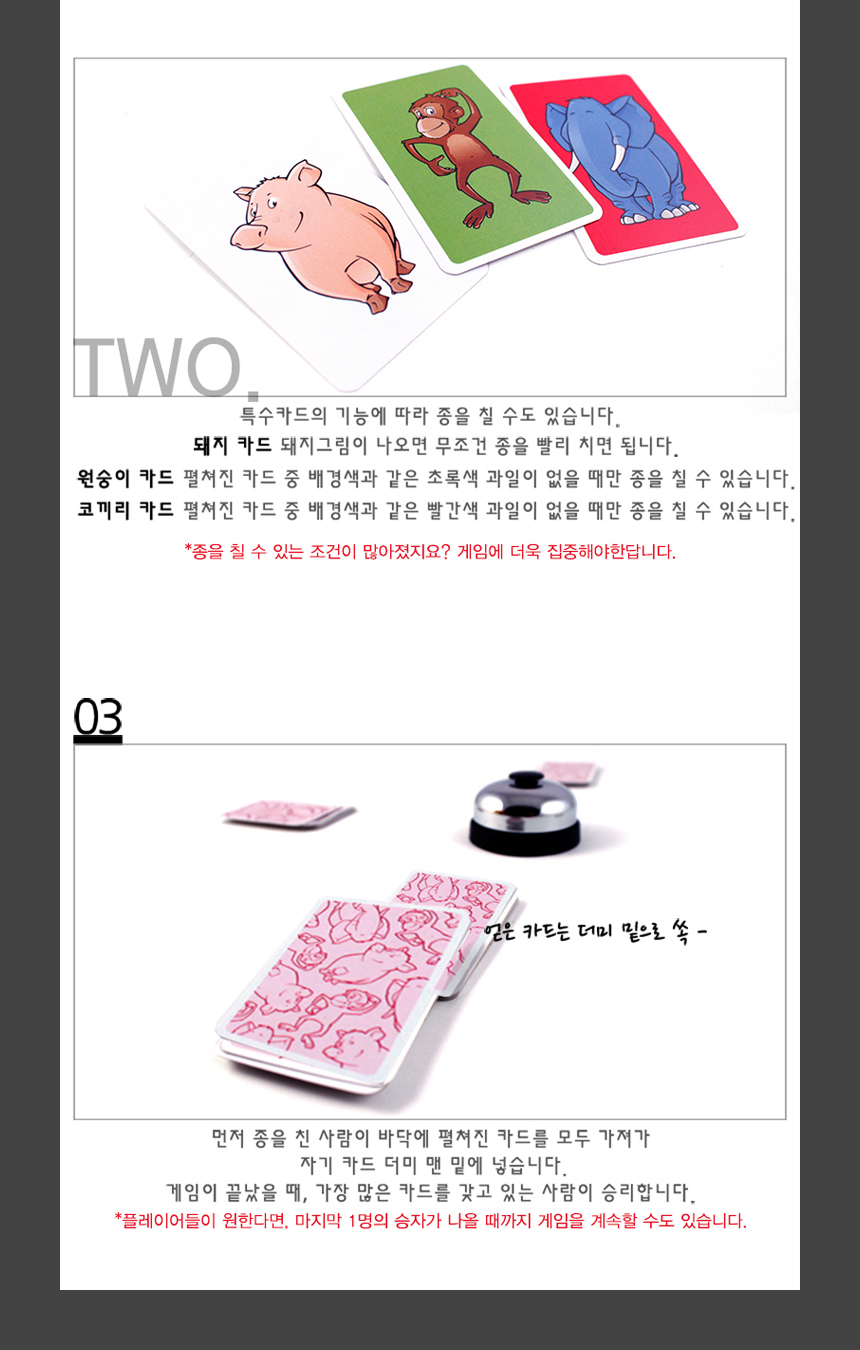 TWO.
특수카드의 기능에 따라 종을 칠 수도 있습니다.
돼지 카드 돼지그림이 나오면 무조건 종을 빨리 치면 됩니다.
원숭이 카드 펼쳐진 카드 중 배경색과 같은 초록색 과일이 없을 때만 종을 칠 수 있습니다.
코끼리 카드 펼쳐진 카드 중 배경색과 같은 빨간색 과일이 없을 때만 종을 칠 수 있습니다.
*종을 칠 수 있는 조건이 많아졌지요? 게임에 더욱 집중해야한답니다.
03
얻은 카드는 더미 밑으로 쏙 -
먼저 종을 친 사람이 바닥에 펼쳐진 카드를 모두 가져가
자기 카드 더미 맨 밑에 넣습니다.
게임이 끝났을 때, 가장 많은 카드를 갖고 있는 사람이 승리합니다.
*플레이어들이 원한다면, 마지막 1명의 승자가 나올 때까지 게임을 계속할 수도 있습니다.